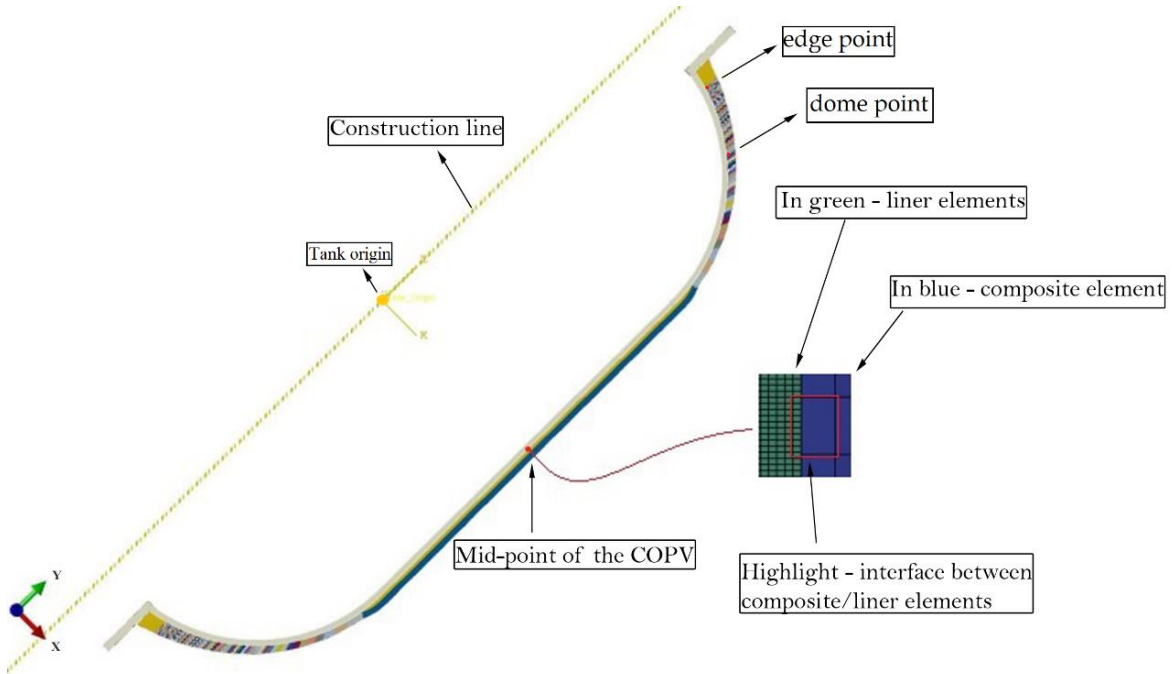 edge point
dome point
Construction line
In green - liner elements
Tank origin
In blue - composite element
Mid-point of the COPV
Highlight - interface between
composite/liner elements
Y
X